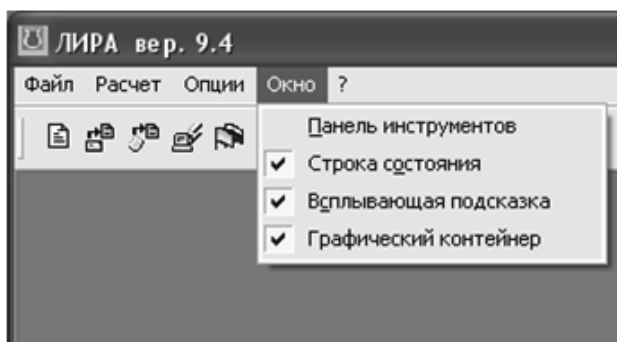 ЛИРА вер. 9.4
Файл Расчет Опции Окно ?
Панель инструментов
Строка состояния
Всплывающая подсказка
Графический контейнер